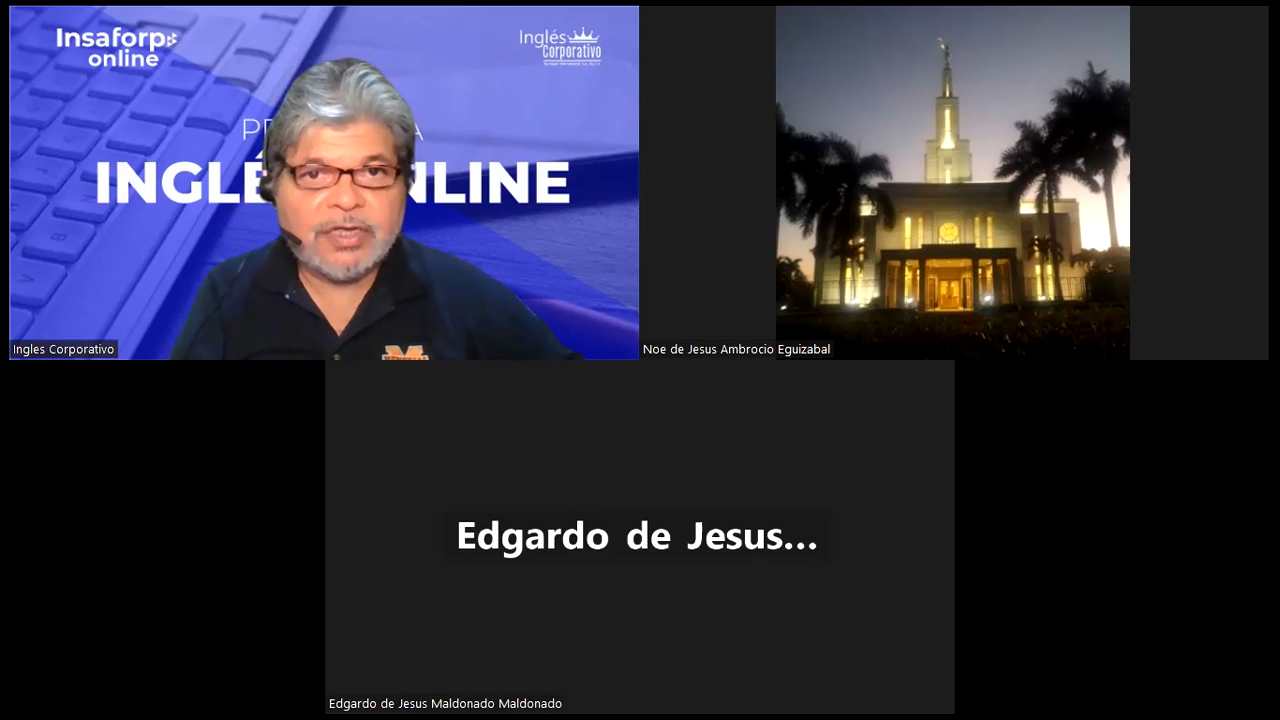 Insaforp
online
Inglés
Corporativo
INGLÉ NLINE
Ingles Corporativo
Noe de Jesus Ambrocio Eguizabal
Edgardo de Jesus...
Edgardo de Jesus Maldonado Maldonado